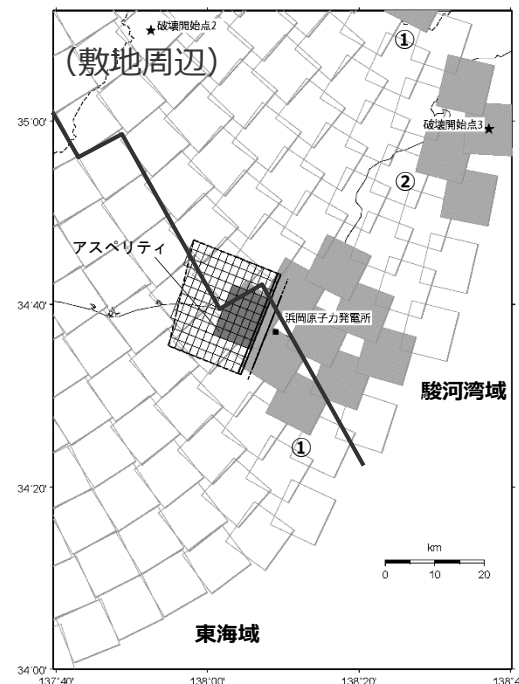 破壊開始点2
①
（敷地周辺）
35°00'
破壊開始点3
②
アスペリティ
34°40'
浜岡原子力発電所
駿河湾域
①
34°20'
km
0 10 20
東海域
34°00'
137°40' 138°00' 138°20'